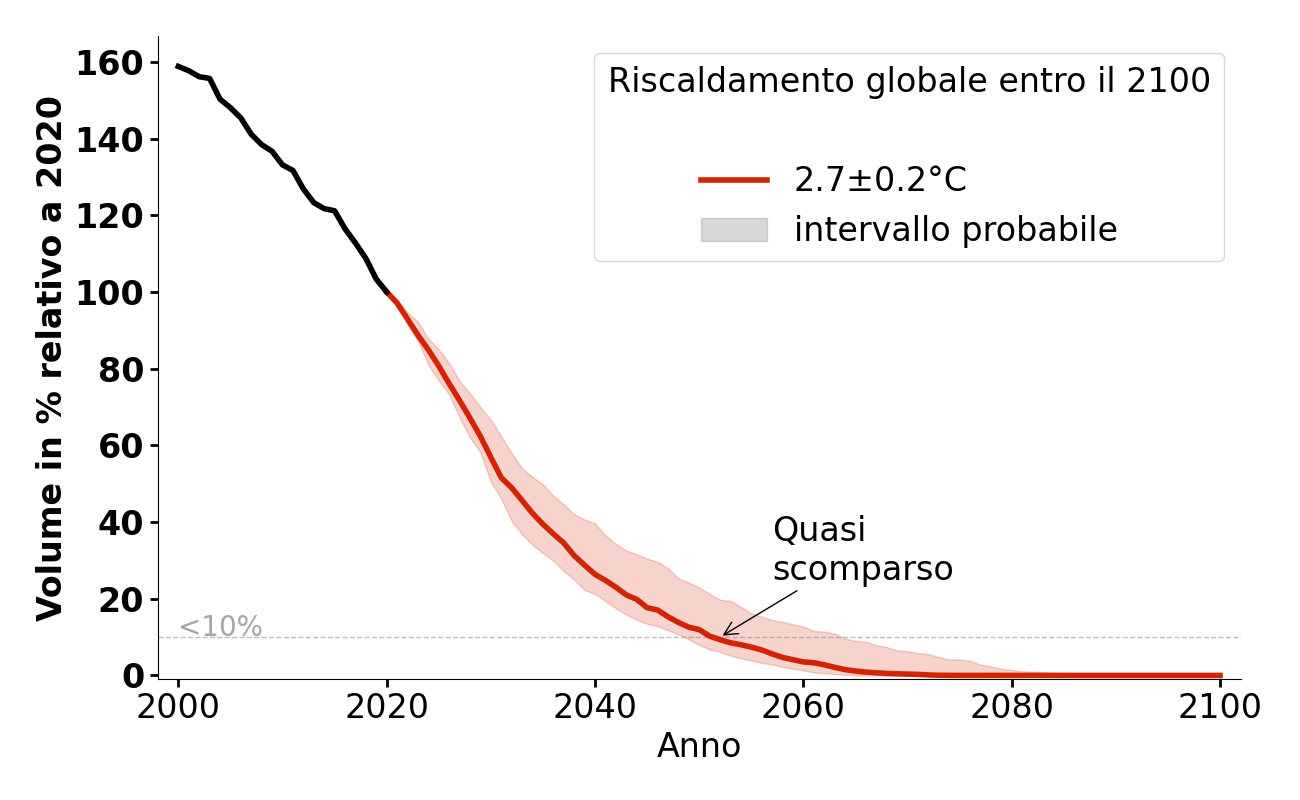 Volume in % relativo a 2020
160
140
120
100
80
60
40
20
0
Riscaldamento globale entro il 2100
2.7±0.2°C
intervallo probabile
Quasi
scomparso
<10%
2000 2020 2040 2060 2080 2100
Anno